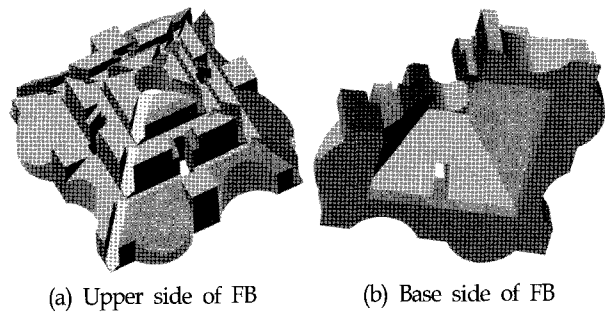 (a) Upper side of FB
(b) Base side of FB